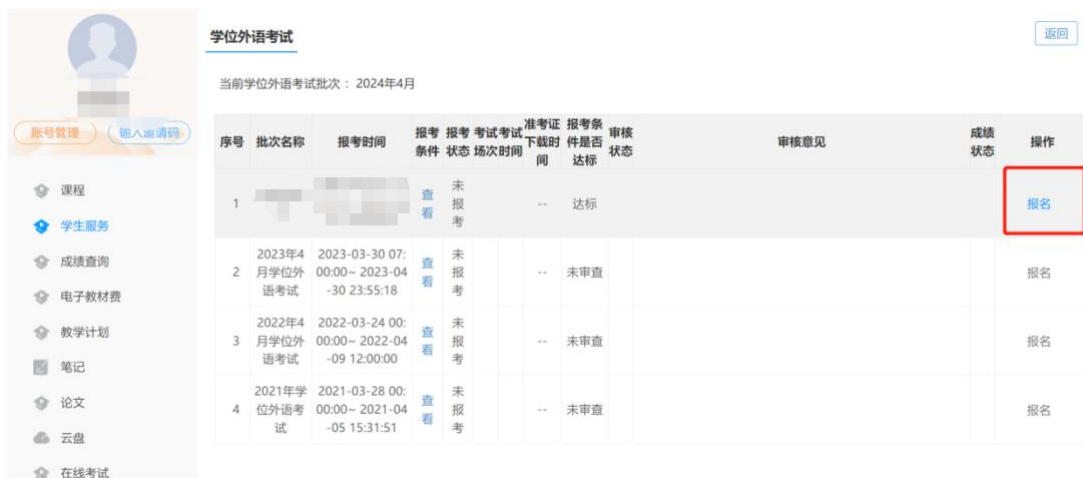 学位外语考试
返回
当前学位外语考试批次： 2024年4月
账号管理
输入邀请码
课程
学生服务
成绩查询
电子教材费
教学计划
笔记
论文
云盘
在线考试
序号 批次名称 报考时间 报考条件 报考状态 考试场次 考试时间 准考证下载时间 报考条件是否达标 审核状态 审核意见 成绩状态 操作
1 查看 未报考 -- 达标 报名
2 2023年4月学位外语考试 2023-03-30 07:00:00~ 2023-04-30 23:55:18 查看 未报考 -- 未审查 报名
3 2022年4月学位外语考试 2022-03-24 00:00:00~ 2022-04-09 12:00:00 查看 未报考 -- 未审查 报名
4 2021年学位外语考试 2021-03-28 00:00:00~ 2021-04-05 15:31:51 查看 未报考 -- 未审查 报名